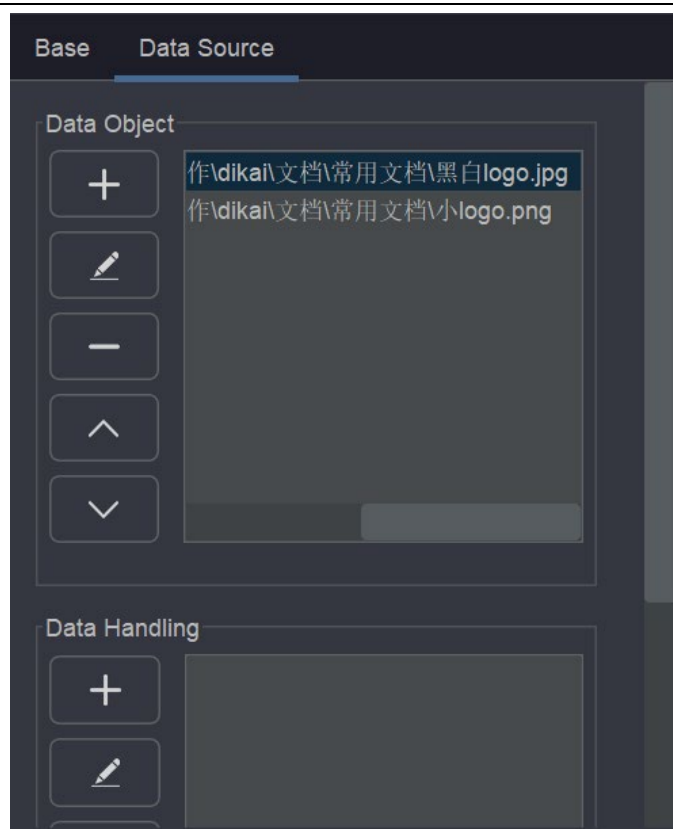 Base Data Source
Data Object
作\dikai\文档\常用文档\黑白logo.jpg
作\dikai\文档\常用文档\小logo.png
Data Handling